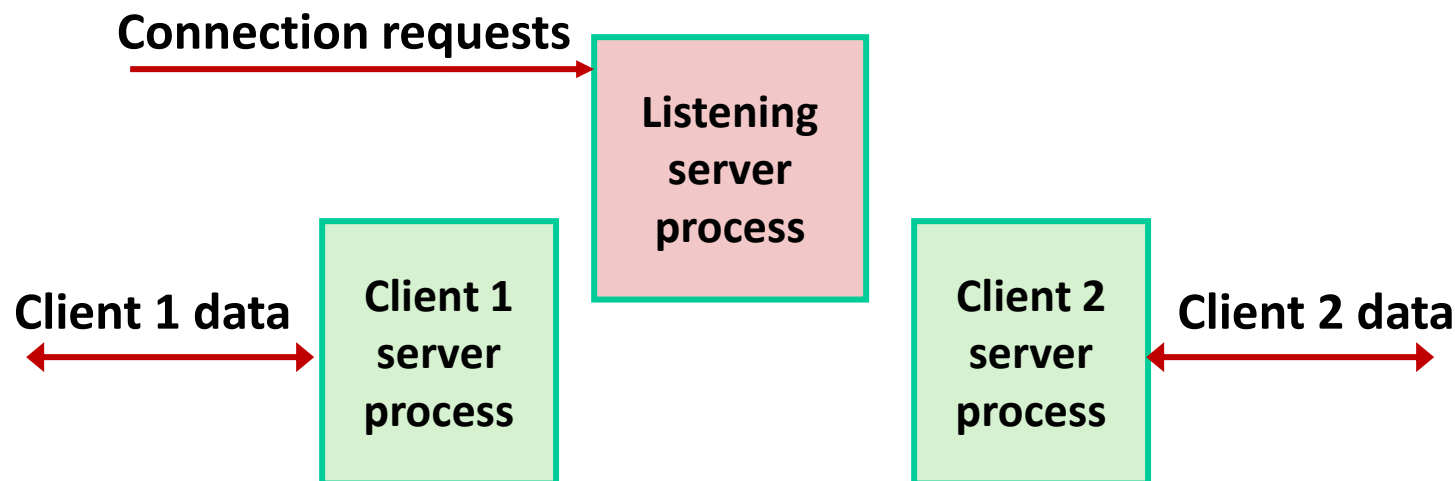 Connection requests
Listening
server
process
Client 1 data
Client 1
server
process
Client 2
server
process
Client 2 data